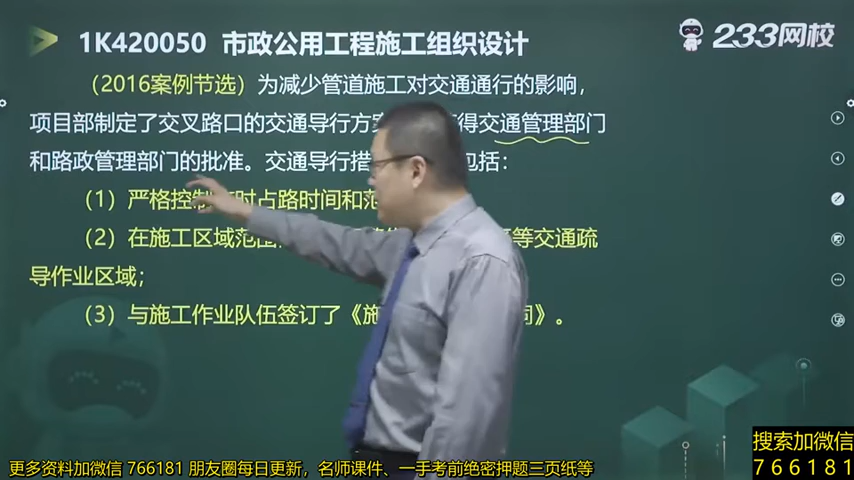 1K420050 市政公用工程施工组织设计
233网校
（2016案例节选）为减少管道施工对交通通行的影响，
项目部制定了交叉路口的交通导行方案 得交通管理部门
和路政管理部门的批准。交通导行措 包括：
（1）严格控制 时占路时间和范
（2）在施工区域范围 等交通疏
导作业区域；
（3）与施工作业队伍签订了《施 》。
更多资料加微信 766181 朋友圈每日更新，名师课件、一手考前绝密押题三页纸等
搜索加微信
766181